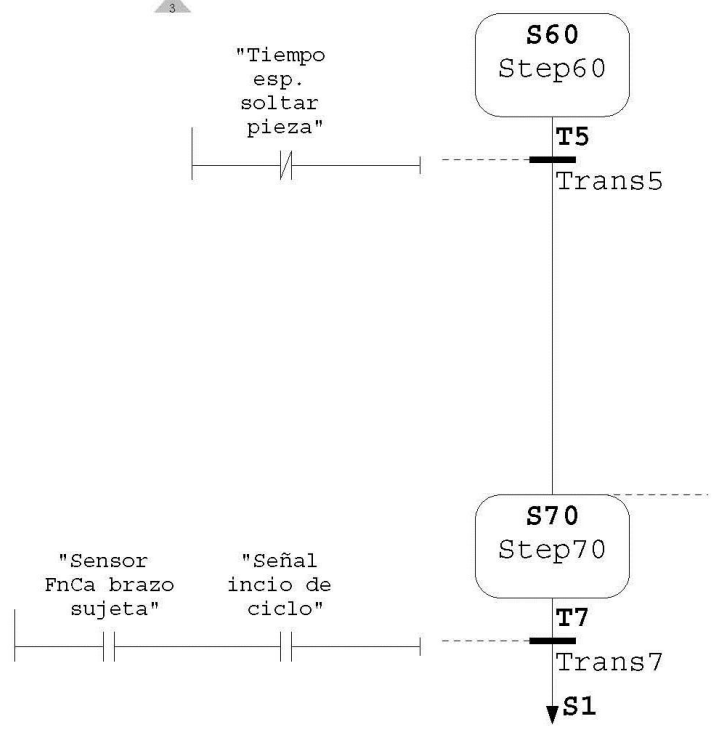 3
"Tiempo
esp.
soltar
pieza"
S60
Step60
T5
Trans5
S70
Step70
"Sensor
FnCa brazo
sujeta"
"Señal
incio de
ciclo"
T7
Trans7
S1